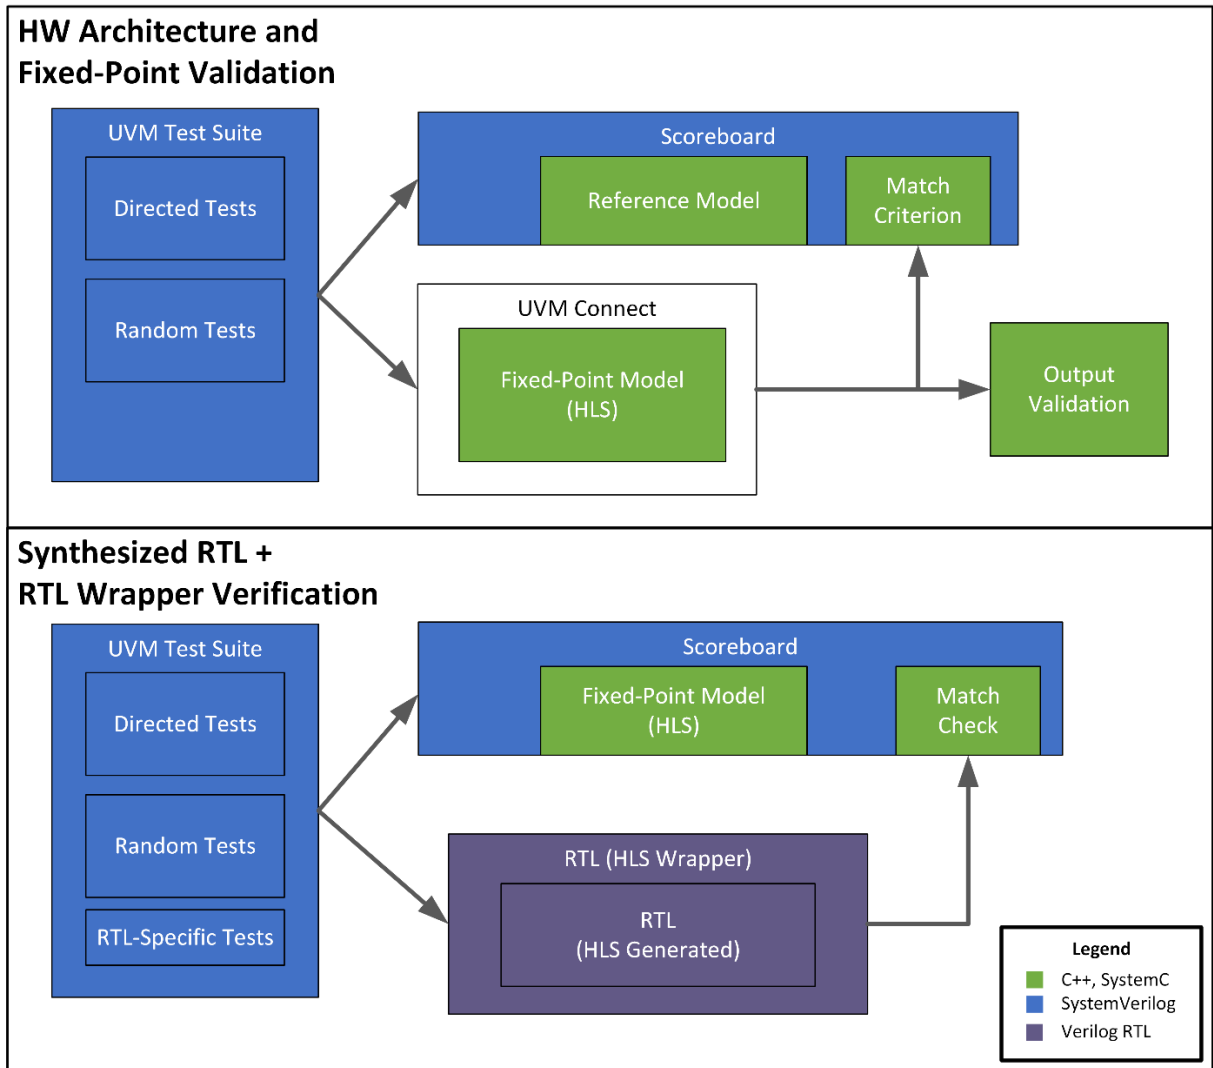 HW Architecture and
Fixed-Point Validation
UVM Test Suite
Directed Tests
Random Tests
Scoreboard
Reference Model
Match
Criterion
UVM Connect
Fixed-Point Model
(HLS)
Output
Validation
Synthesized RTL +
RTL Wrapper Verification
UVM Test Suite
Directed Tests
Random Tests
RTL-Specific Tests
Scoreboard
Fixed-Point Model
(HLS)
Match
Check
RTL (HLS Wrapper)
RTL
(HLS Generated)
Legend
C++, SystemC
SystemVerilog
Verilog RTL